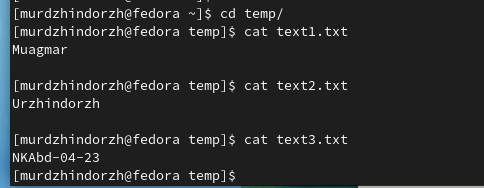 [murdzhindorzh@fedora ~]$ cd temp/
[murdzhindorzh@fedora temp]$ cat text1.txt
Muagmar
[murdzhindorzh@fedora temp]$ cat text2.txt
Urzhindorzh
[murdzhindorzh@fedora temp]$ cat text3.txt
NKAbd-04-23
[murdzhindorzh@fedora temp]$